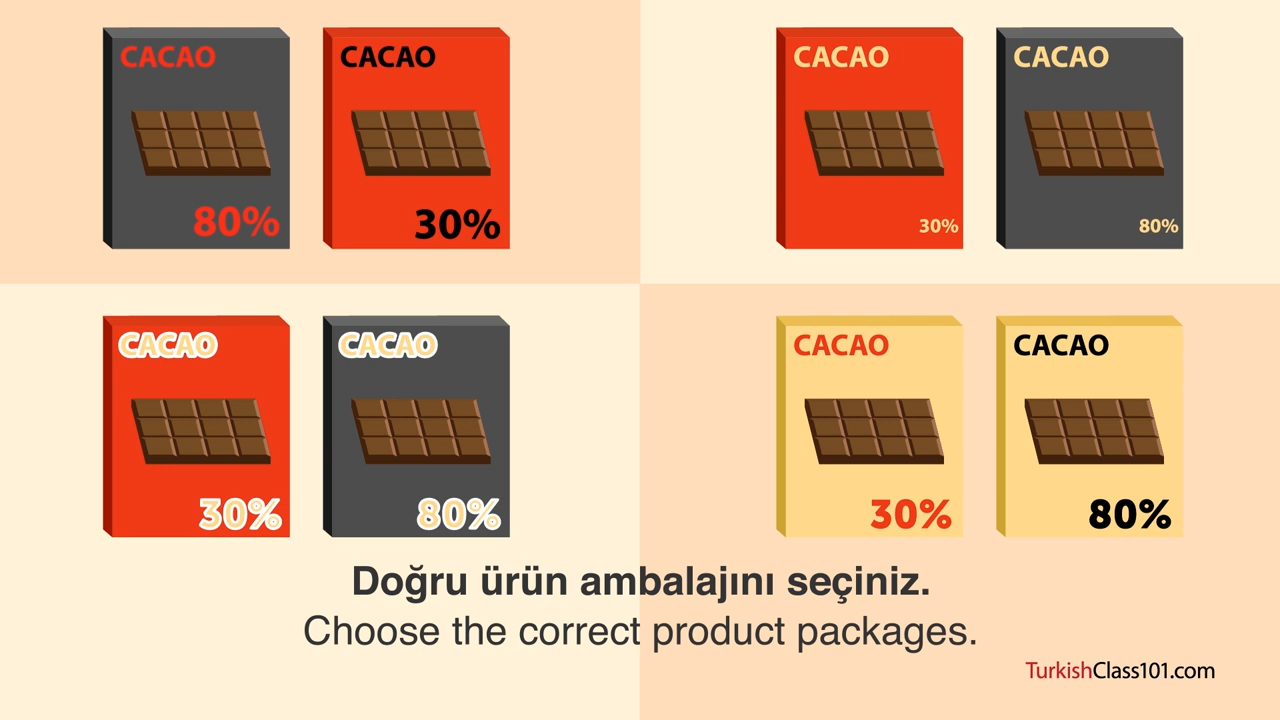 CACAO
80%
CACAO
30%
CACAO
30%
CACAO
80%
CACAO
30%
CACAO
80%
CACAO
30%
CACAO
80%
Doğru ürün ambalajını seçiniz.
Choose the correct product packages.
TurkishClass101.com